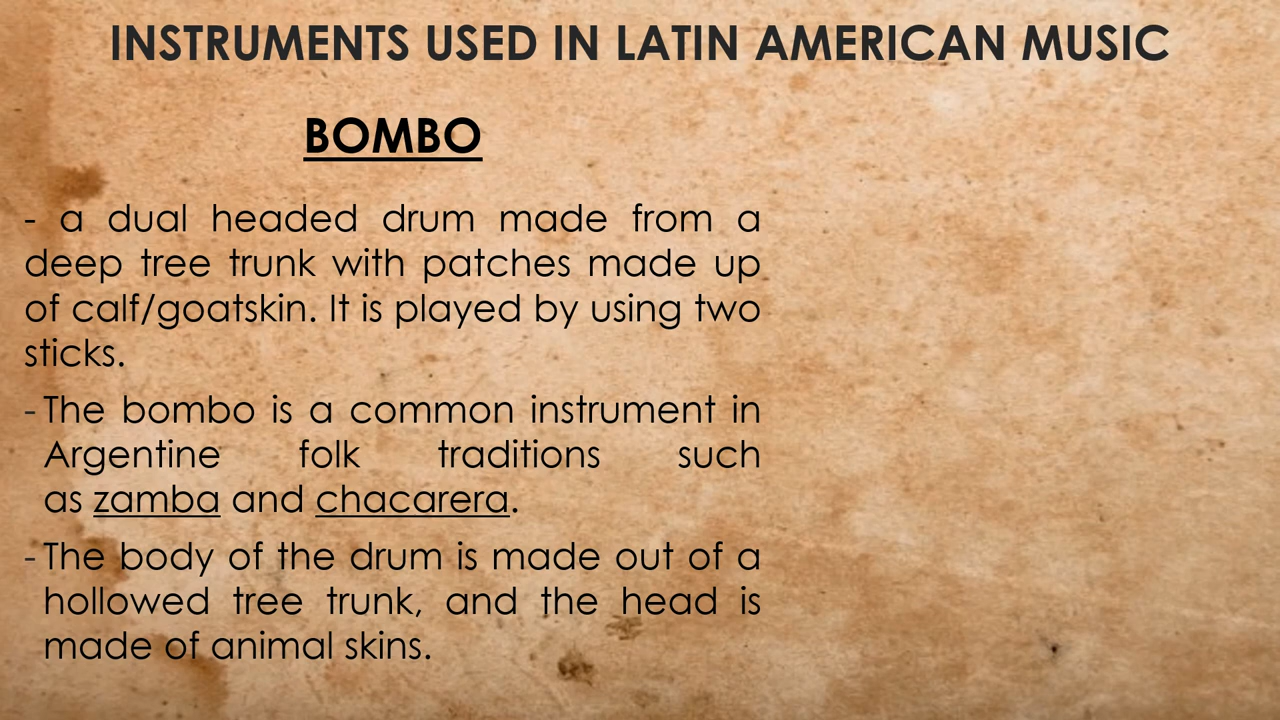 INSTRUMENTS USED IN LATIN AMERICAN MUSIC
BOMBO
- a dual headed drum made from a
deep tree trunk with patches made up
of calf/goatskin. It is played by using two
sticks.
- The bombo is a common instrument in
Argentine folk traditions such
as zamba and chacarera.
- The body of the drum is made out of a
hollowed tree trunk, and the head is
made of animal skins.